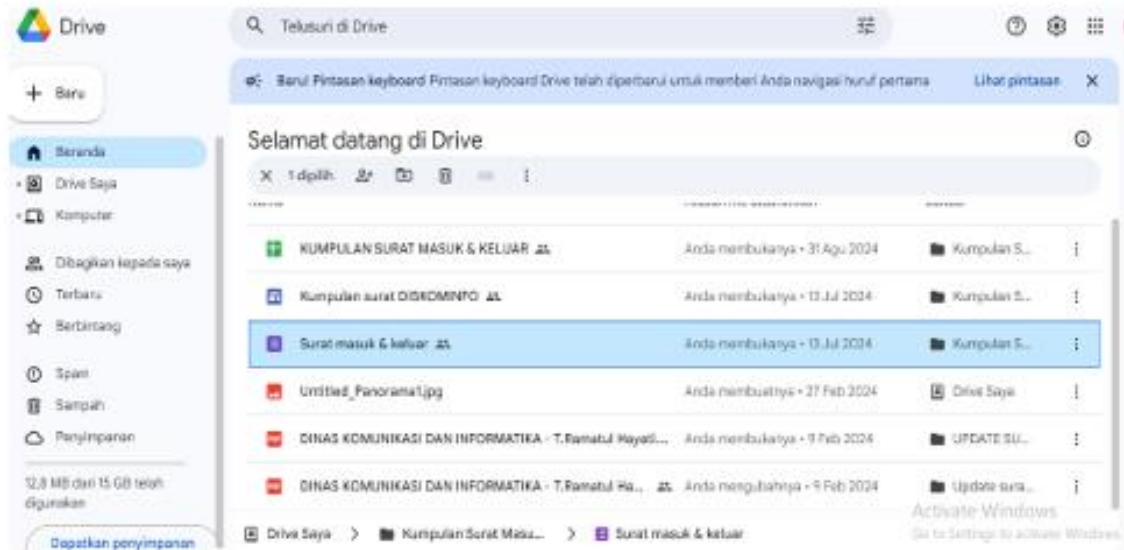 Drive
Telusuri di Drive
Baru
Baru! Pintasan keyboard Pintasan keyboard Drive telah diperbarui untuk memberi Anda navigasi huruf pertama
Lihat pintasan
Beranda
Drive Saya
Komputer
Dibagikan kepada saya
Terbaru
Berbintang
Spam
Sampah
Penyimpanan
12,8 MB dari 15 GB telah
digunakan
Dapatkan penyimpanan
Selamat datang di Drive
1 dipilih
KUMPULAN SURAT MASUK & KELUAR Anda membukanya • 31 Agu 2024 Kumpulan S...
Kumpulan surat DISKOMINFO Anda membukanya • 13 Jul 2024 Kumpulan S...
Surat masuk & keluar Anda membukanya • 13 Jul 2024 Kumpulan S...
Untitled_Panorama1.jpg Anda membuatnya • 27 Feb 2024 Drive Saya
DINAS KOMUNIKASI DAN INFORMATIKA - T.Ramatul Hayati... Anda membukanya • 9 Feb 2024 UPDATE SU...
DINAS KOMUNIKASI DAN INFORMATIKA - T.Ramatul Ha... Anda mengubahnya • 9 Feb 2024 Update sura...
Drive Saya > Kumpulan Surat Masu... > Surat masuk & keluar
Activate Windows
Go to Settings to activate Windows.